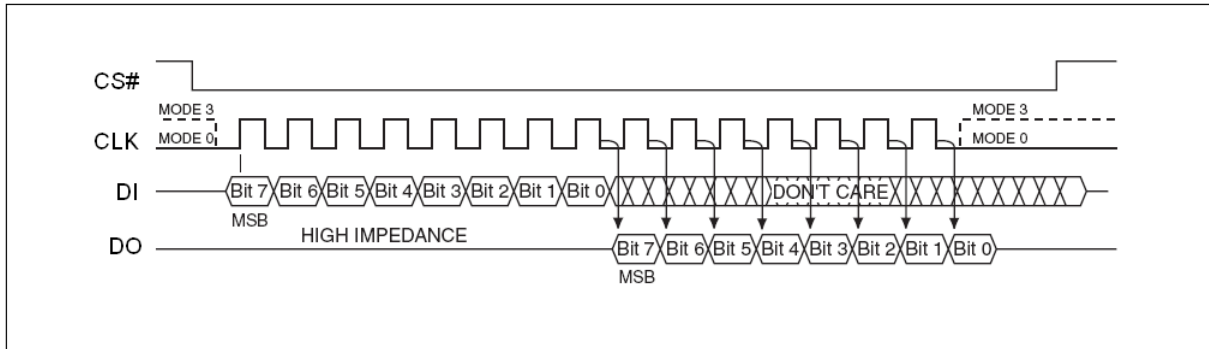 CS#
MODE 3 MODE 3
CLK MODE 0 MODE 0
DI Bit 7 Bit 6 Bit 5 Bit 4 Bit 3 Bit 2 Bit 1 Bit 0 DON'T CARE
MSB
HIGH IMPEDANCE
DO Bit 7 Bit 6 Bit 5 Bit 4 Bit 3 Bit 2 Bit 1 Bit 0
MSB